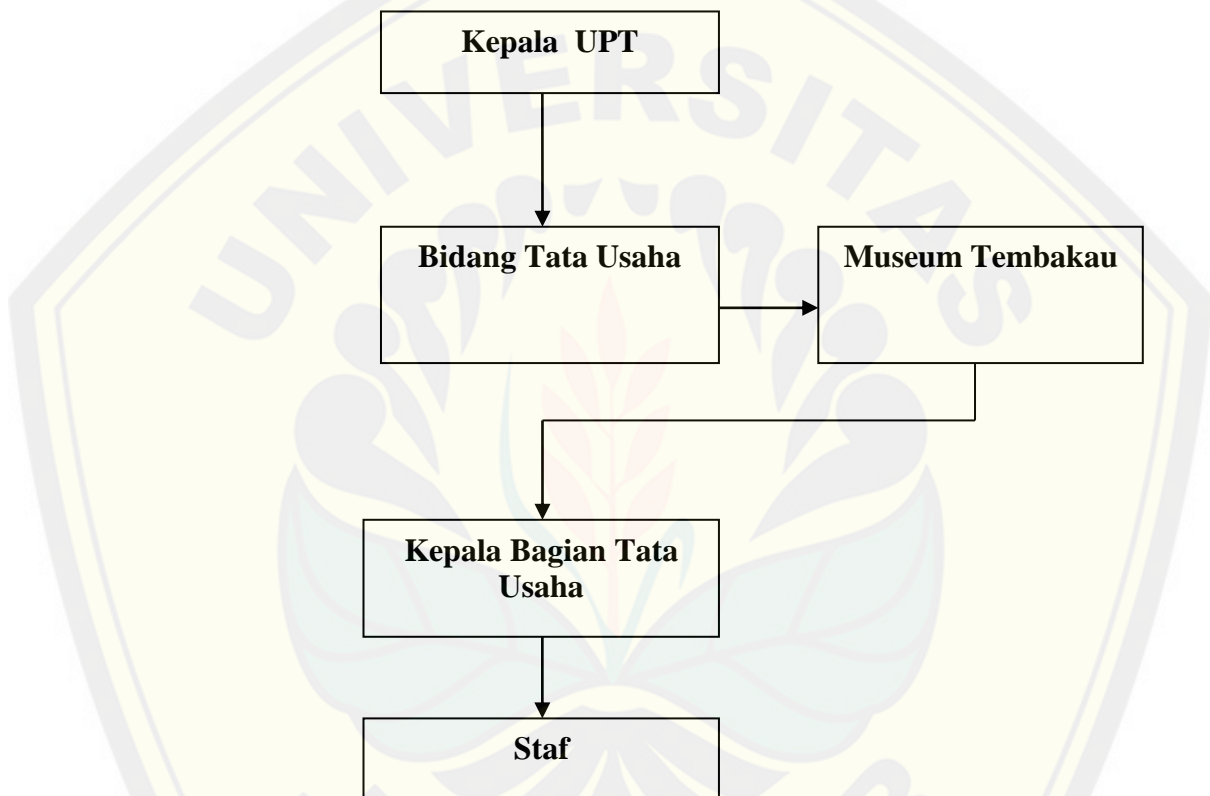 UNIVERSITAS
Kepala UPT
Bidang Tata Usaha
Museum Tembakau
Kepala Bagian Tata
Usaha
Staf